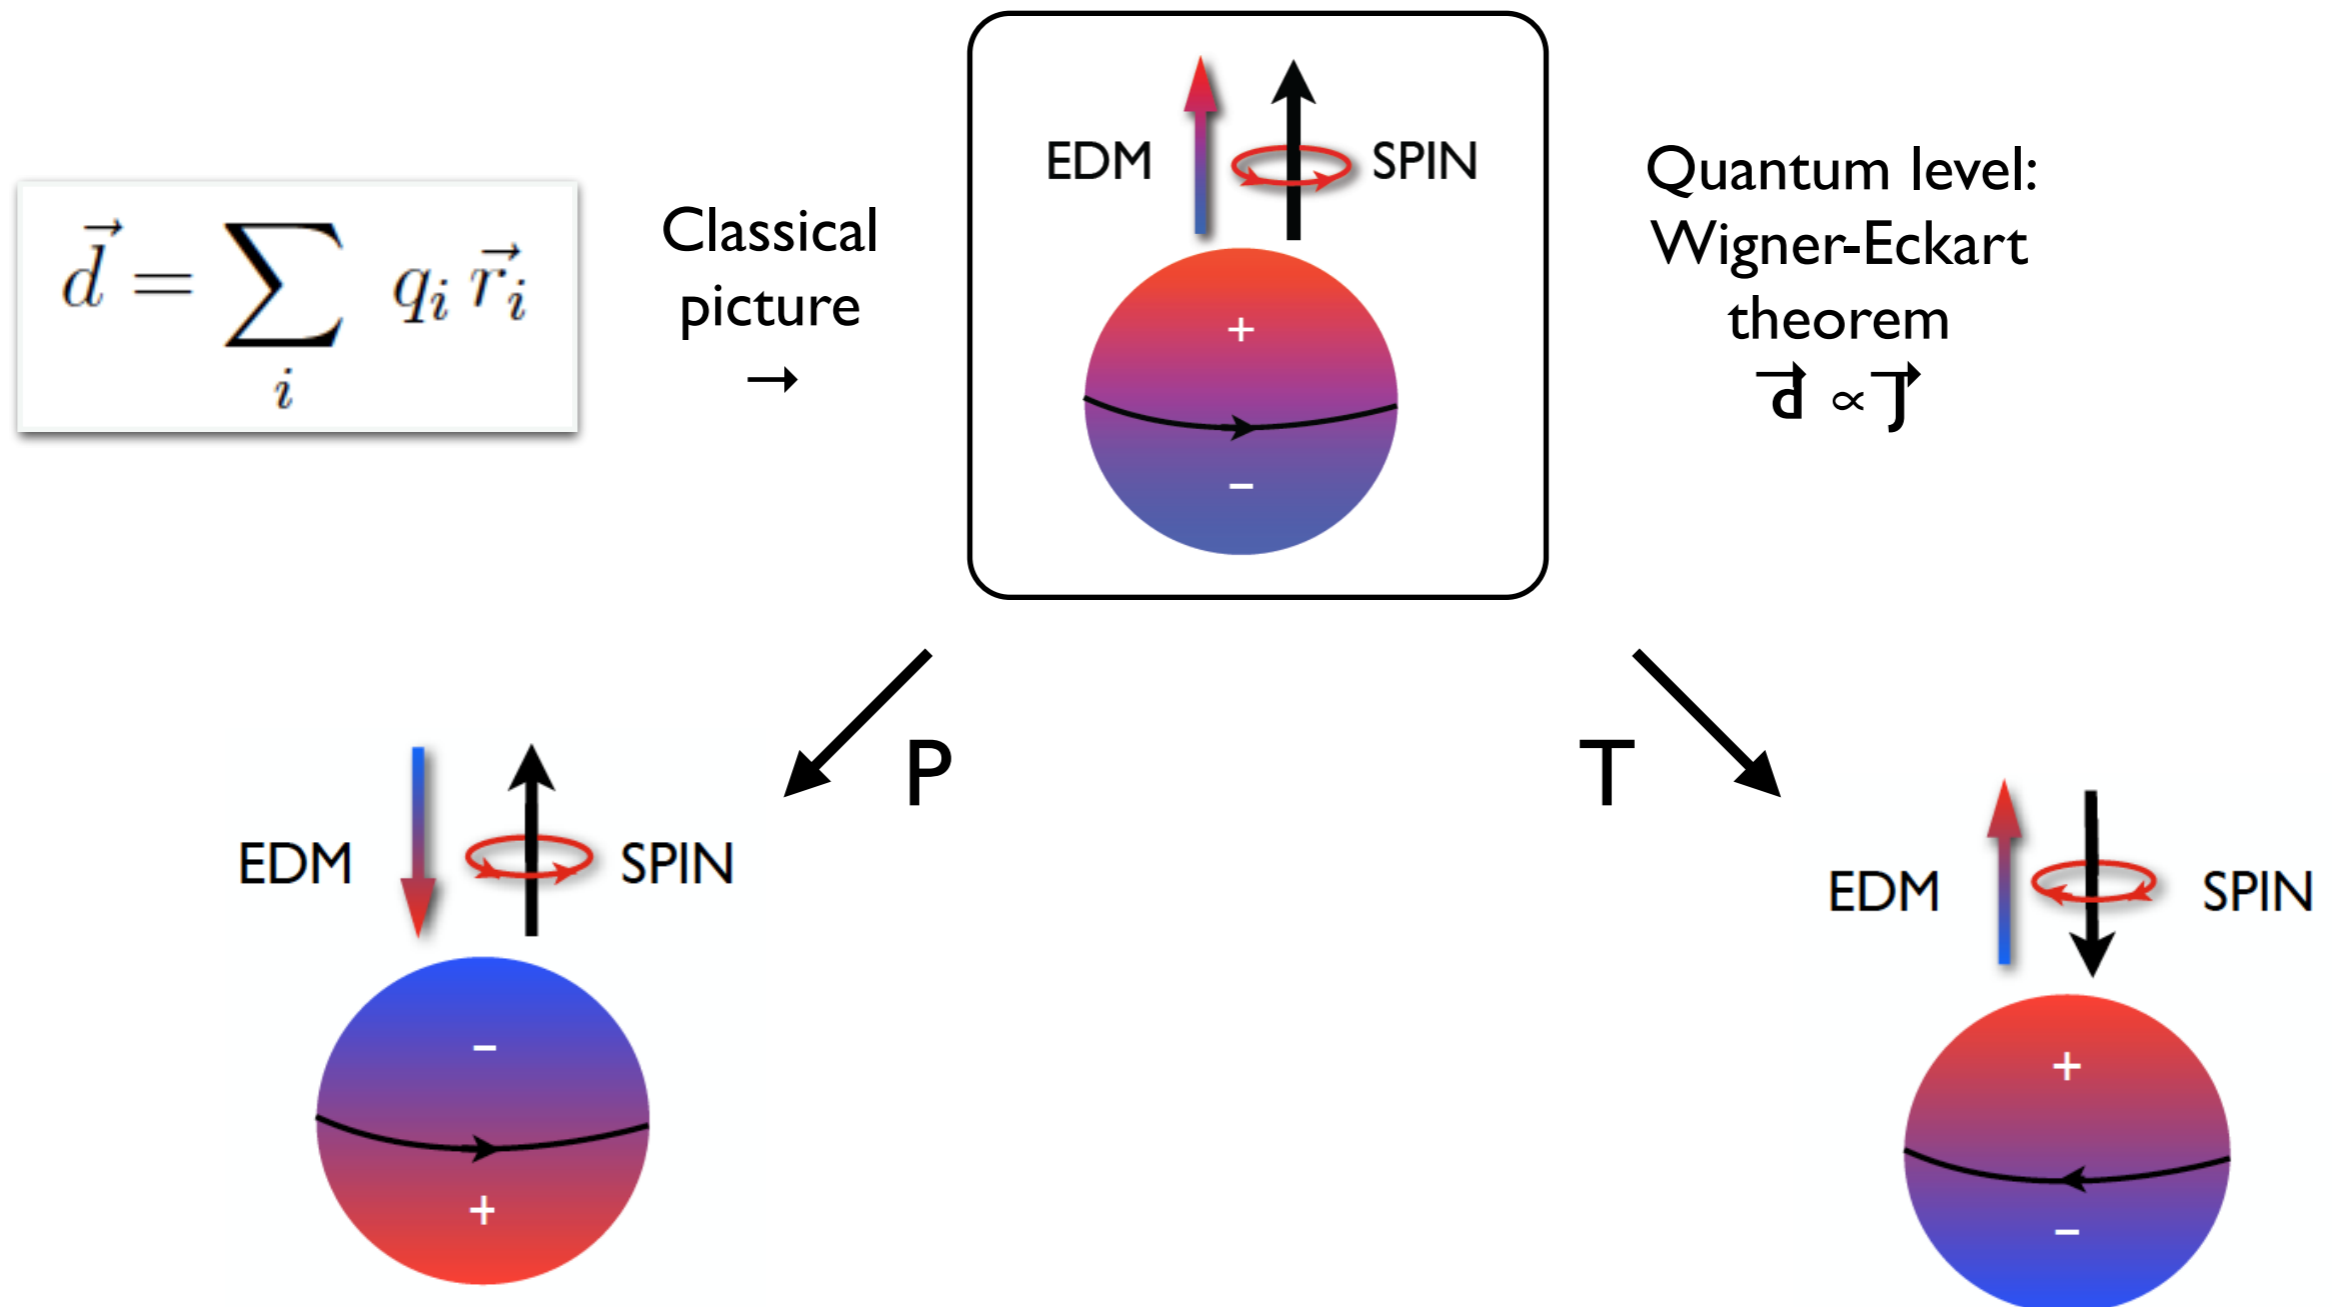 d⃗ = ∑ᵢ qᵢ r⃗ᵢ
Classical
picture
→
EDM
SPIN
+
−
Quantum level:
Wigner-Eckart
theorem
d⃗ ∝ J⃗
P
T
EDM
SPIN
−
+
EDM
SPIN
+
−